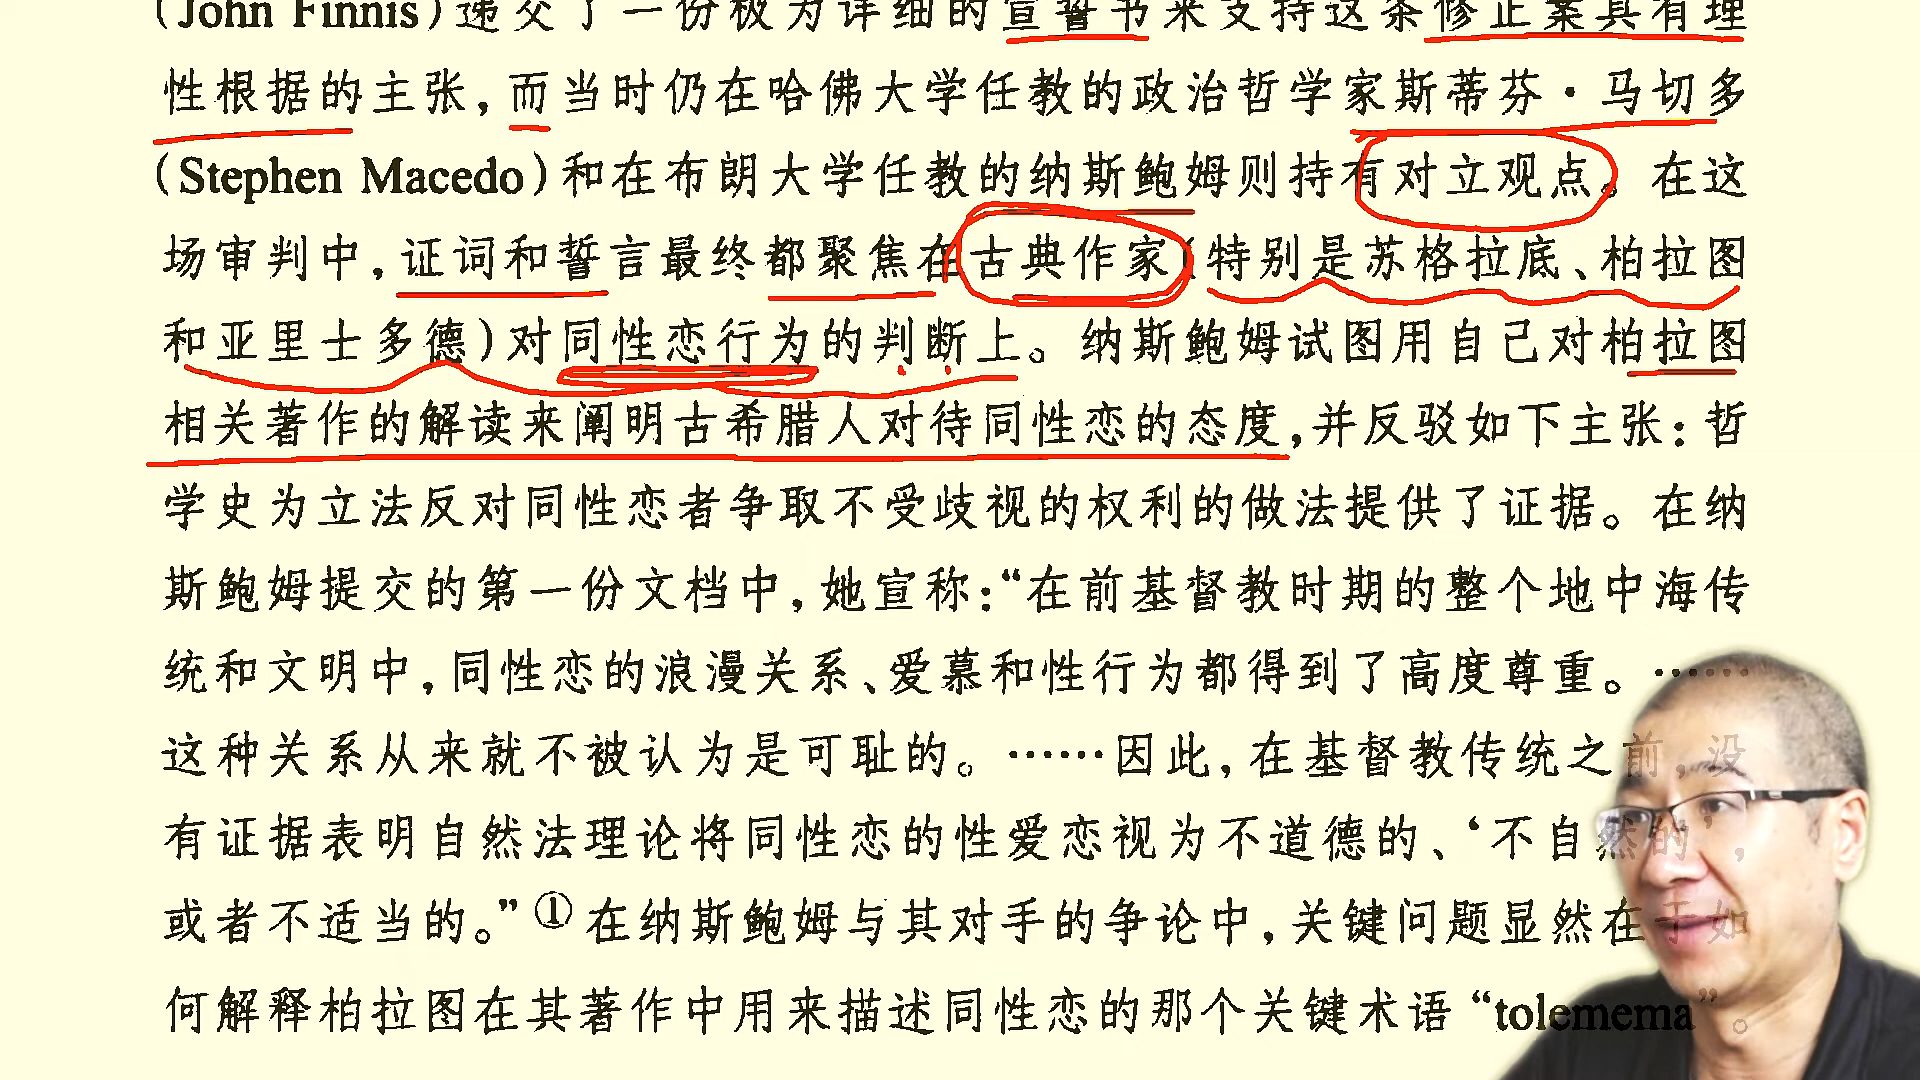 (John Finnis)递交了一份极为详细的宣誓书来支持这条修正案具有理
性根据的主张,而当时仍在哈佛大学任教的政治哲学家斯蒂芬·马切多
(Stephen Macedo)和在布朗大学任教的纳斯鲍姆则持有对立观点。在这
场审判中,证词和誓言最终都聚焦在古典作家(特别是苏格拉底、柏拉图
和亚里士多德)对同性恋行为的判断上。纳斯鲍姆试图用自己对柏拉图
相关著作的解读来阐明古希腊人对待同性恋的态度,并反驳如下主张:哲
学史为立法反对同性恋者争取不受歧视的权利的做法提供了证据。在纳
斯鲍姆提交的第一份文档中,她宣称:“在前基督教时期的整个地中海传
统和文明中,同性恋的浪漫关系、爱慕和性行为都得到了高度尊重。……
这种关系从来就不被认为是可耻的。……因此,在基督教传统之前,没
有证据表明自然法理论将同性恋的性爱恋视为不道德的、‘不自然的’,
或者不适当的。”①在纳斯鲍姆与其对手的争论中,关键问题显然在于如
何解释柏拉图在其著作中用来描述同性恋的那个关键术语“tolemema”。